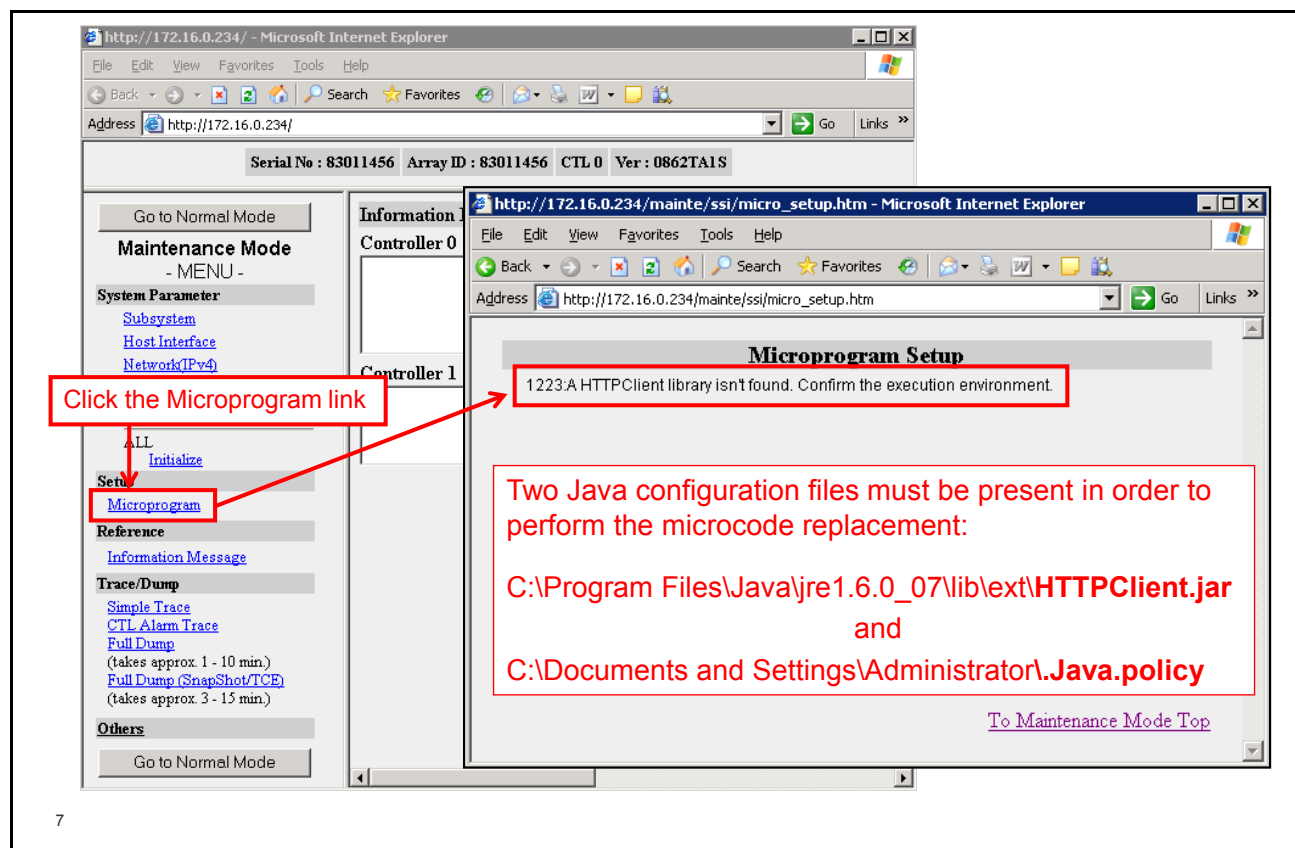 http://172.16.0.234/ - Microsoft Internet Explorer
File Edit View Favorites Tools Help
Back Search Favorites
Address http://172.16.0.234/ Go Links »
Serial No : 83011456 Array ID : 83011456 CTL 0 Ver : 0862TA1S
Go to Normal Mode
Maintenance Mode
- MENU -
System Parameter
Subsystem
Host Interface
Network(IPv4)
Click the Microprogram link
ALL
Initialize
Setu
Microprogram
Reference
Information Message
Trace/Dump
Simple Trace
CTL Alarm Trace
Full Dump
(takes approx. 1 - 10 min.)
Full Dump (SnapShot/TCE)
(takes approx. 3 - 15 min.)
Others
Go to Normal Mode
Information
Controller 0
Controller 1
http://172.16.0.234/mainte/ssi/micro_setup.htm - Microsoft Internet Explorer
File Edit View Favorites Tools Help
Back Search Favorites
Address http://172.16.0.234/mainte/ssi/micro_setup.htm Go Links »
Microprogram Setup
1223:A HTTPClient library isn't found. Confirm the execution environment.
Two Java configuration files must be present in order to
perform the microcode replacement:
C:\Program Files\Java\jre1.6.0_07\lib\ext\HTTPClient.jar
and
C:\Documents and Settings\Administrator\.Java.policy
To Maintenance Mode Top
7